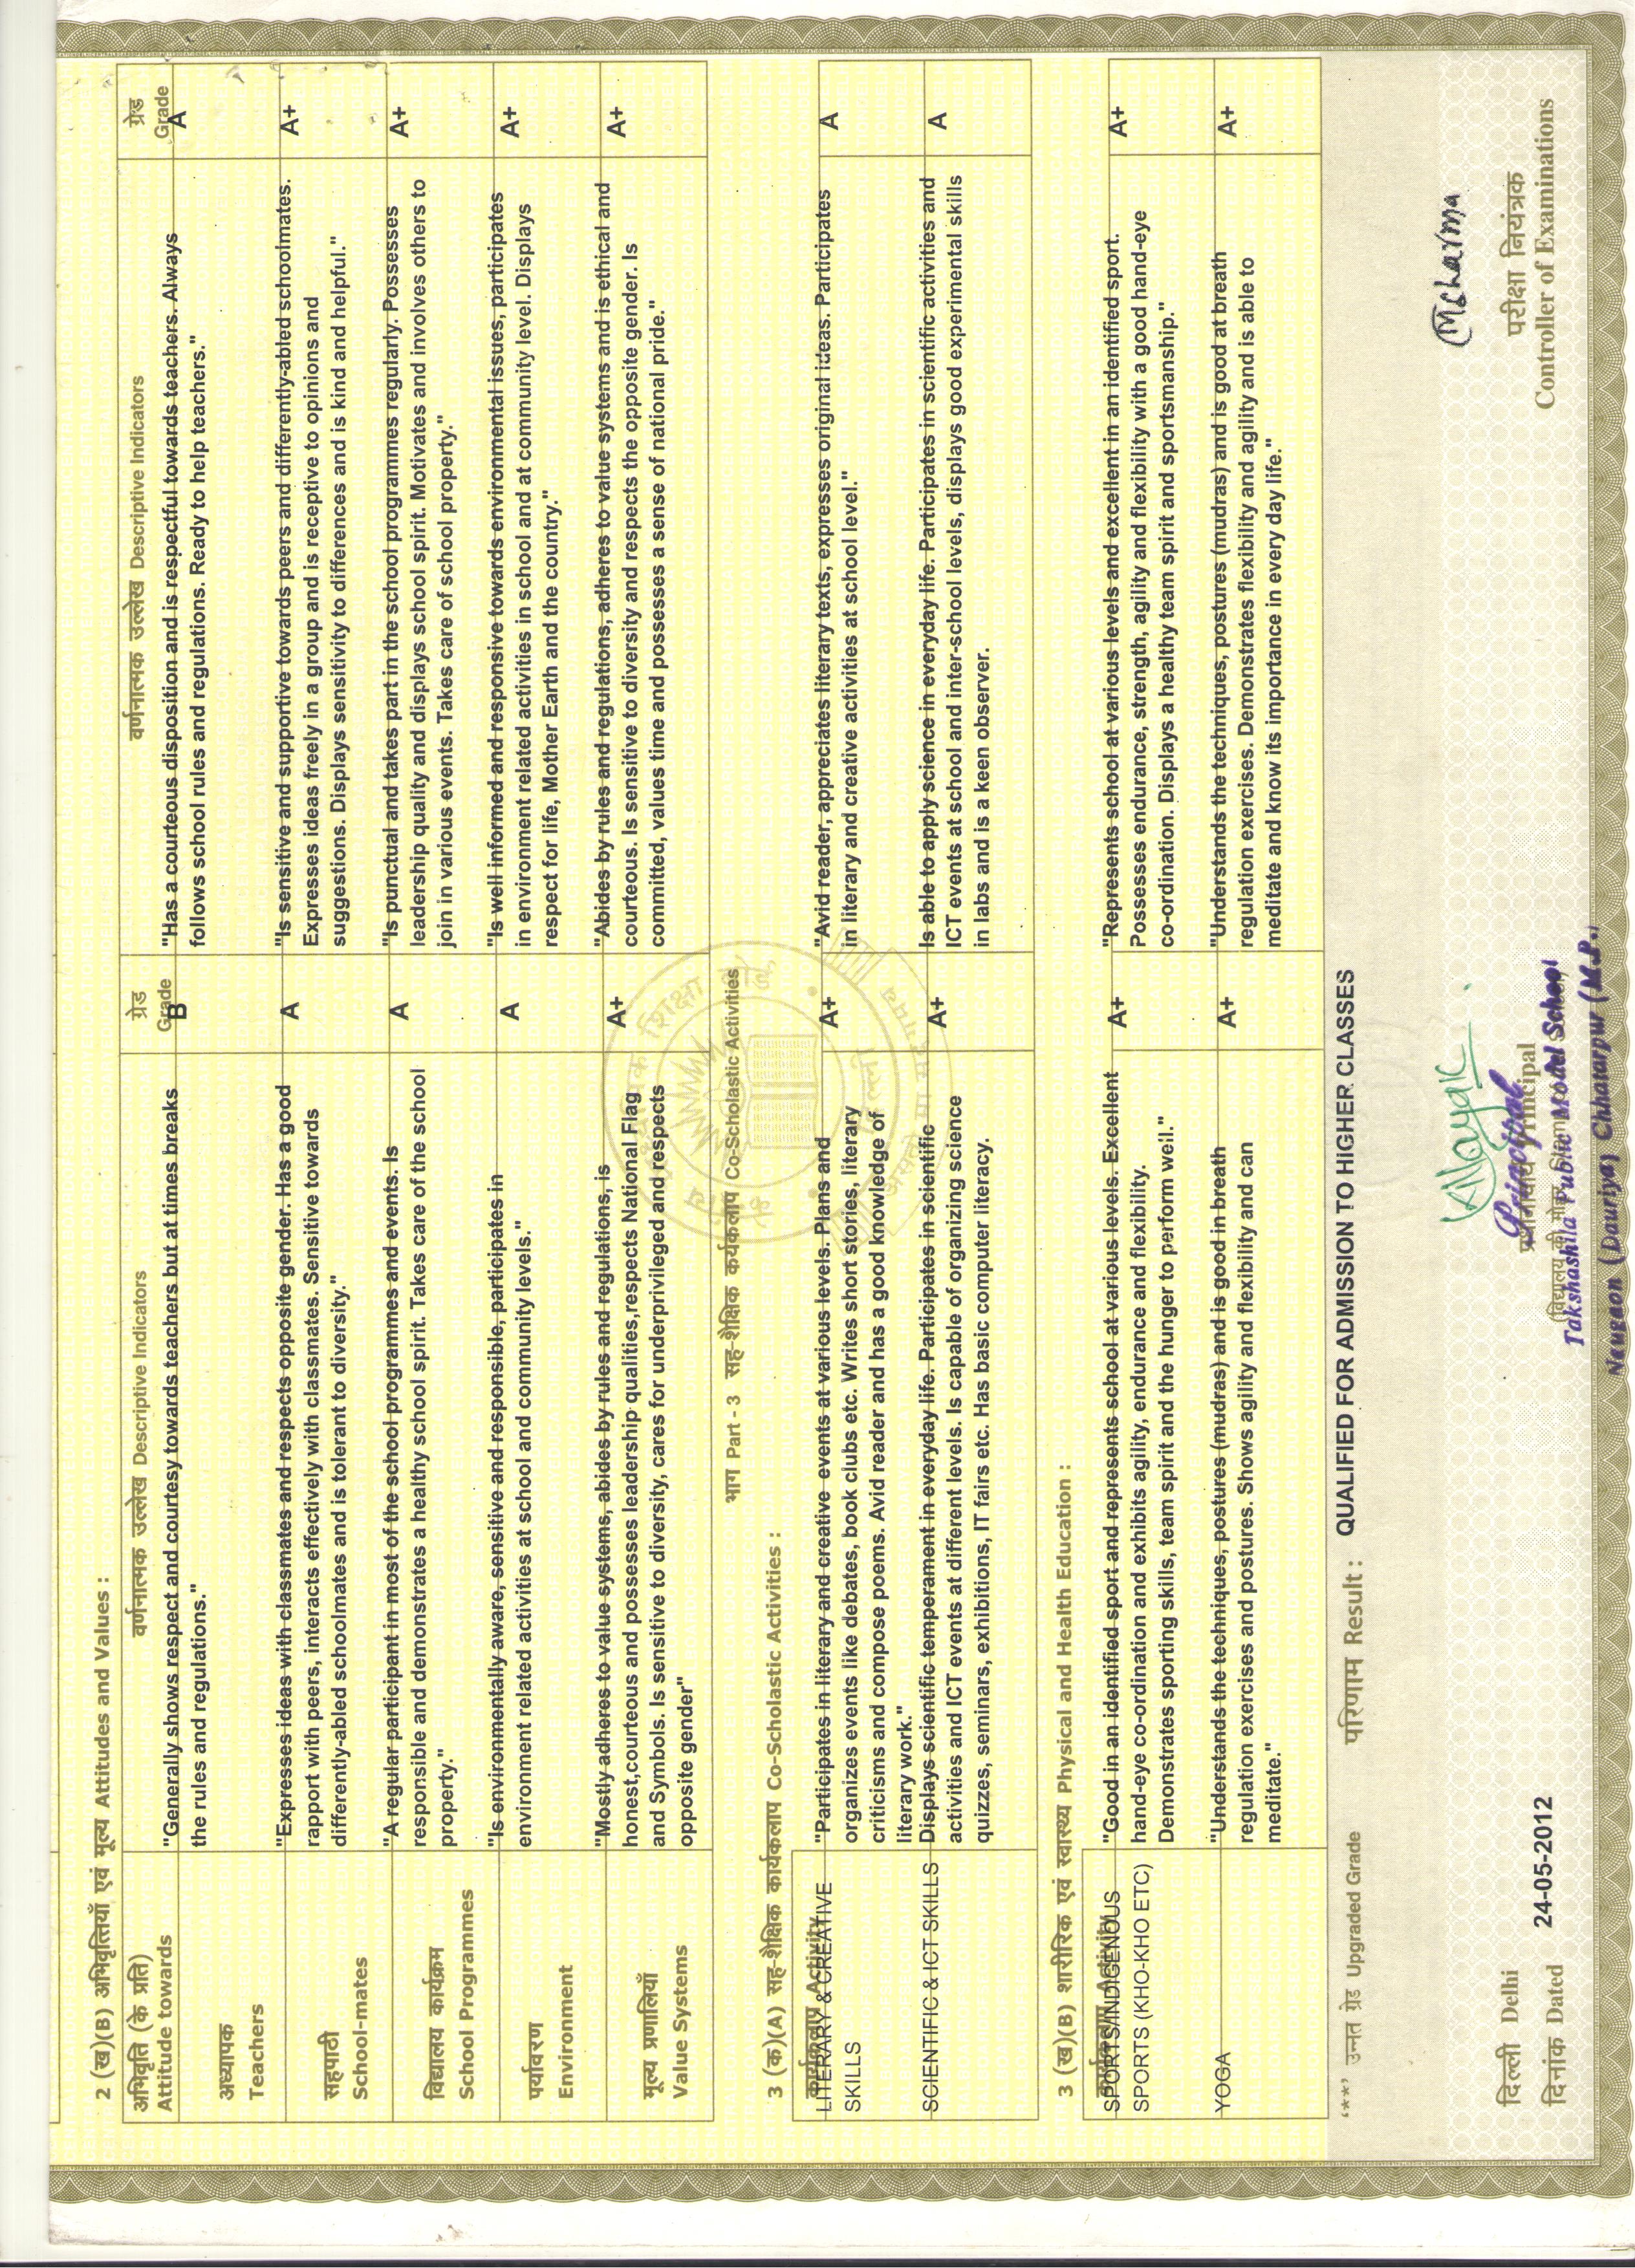 2 (ख)(B) अभिवृत्तियाँ एवं मूल्य Attitudes and Values :
अभिवृति (के प्रति)
Attitude towards
वर्णनात्मक उल्लेख Descriptive Indicators
ग्रेड
Grade
वर्णनात्मक उल्लेख Descriptive Indicators
ग्रेड
Grade
अध्यापक
Teachers
"Generally shows respect and courtesy towards teachers but at times breaks
the rules and regulations."
B
"Has a courteous disposition and is respectful towards teachers. Always
follows school rules and regulations. Ready to help teachers."
A
सहपाठी
School-mates
"Expresses ideas with classmates and respects opposite gender. Has a good
rapport with peers, interacts effectively with classmates. Sensitive towards
differently-abled schoolmates and is tolerant to diversity."
A
"Is sensitive and supportive towards peers and differently-abled schoolmates.
Expresses ideas freely in a group and is receptive to opinions and
suggestions. Displays sensitivity to differences and is kind and helpful."
A+
विद्यालय कार्यक्रम
School Programmes
"A regular participant in most of the school programmes and events. Is
responsible and demonstrates a healthy school spirit. Takes care of the school
property."
A
"Is punctual and takes part in the school programmes regularly. Possesses
leadership quality and displays school spirit. Motivates and involves others to
join in various events. Takes care of school property."
A+
पर्यावरण
Environment
"Is environmentally aware, sensitive and responsible, participates in
environment related activities at school and community levels."
A
"Is well informed and responsive towards environmental issues, participates
in environment related activities in school and at community level. Displays
respect for life, Mother Earth and the country."
A+
मूल्य प्रणालियाँ
Value Systems
"Mostly adheres to value systems, abides by rules and regulations, is
honest,courteous and possesses leadership qualities,respects National Flag
and Symbols. Is sensitive to diversity, cares for underprivileged and respects
opposite gender"
A+
"Abides by rules and regulations, adheres to value systems and is ethical and
courteous. Is sensitive to diversity and respects the opposite gender. Is
committed, values time and possesses a sense of national pride."
A+
भाग Part - 3 सह-शैक्षिक कर्यकलाप Co-Scholastic Activities
3 (क)(A) सह-शैक्षिक कार्यकलाप Co-Scholastic Activities :
कार्यकलाप Activity
LITERARY & CREATIVE
SKILLS
"Participates in literary and creative events at various levels. Plans and
organizes events like debates, book clubs etc. Writes short stories, literary
criticisms and compose poems. Avid reader and has a good knowledge of
literary work."
A+
"Avid reader, appreciates literary texts, expresses original ideas. Participates
in literary and creative activities at school level."
A
SCIENTIFIC & ICT SKILLS
Displays scientific temperament in everyday life. Participates in scientific
activities and ICT events at different levels. Is capable of organizing science
quizzes, seminars, exhibitions, IT fairs etc. Has basic computer literacy.
A+
Is able to apply science in everyday life. Participates in scientific activities and
ICT events at school and inter-school levels, displays good experimental skills
in labs and is a keen observer.
A
3 (ख)(B) शारीरिक एवं स्वास्थ्य Physical and Health Education :
कार्यकलाप Activity
SPORTS/INDIGENOUS
SPORTS (KHO-KHO ETC)
"Good in an identified sport and represents school at various levels. Excellent
hand-eye co-ordination and exhibits agility, endurance and flexibility.
Demonstrates sporting skills, team spirit and the hunger to perform well."
A+
"Represents school at various levels and excellent in an identified sport.
Possesses endurance, strength, agility and flexibility with a good hand-eye
co-ordination. Displays a healthy team spirit and sportsmanship."
A+
YOGA
"Understands the techniques, postures (mudras) and is good in breath
regulation exercises and postures. Shows agility and flexibility and can
meditate."
A+
"Understands the techniques, postures (mudras) and is good at breath
regulation exercises. Demonstrates flexibility and agility and is able to
meditate and know its importance in every day life."
A+
'**' उन्नत ग्रेड Upgraded Grade
परिणाम Result : QUALIFIED FOR ADMISSION TO HIGHER CLASSES
KNayak
Msharma
दिल्ली Delhi
दिनांक Dated 24-05-2012
Principal
प्रधानाचार्य Principal
(विद्यालय की मोहर Stamp of the School)
Takshashila Public Model School
Naugaon (Dauriya) Chhatarpur (M.P.)
परीक्षा नियंत्रक
Controller of Examinations